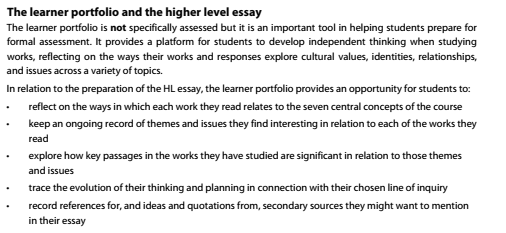 The learner portfolio and the higher level essay
The learner portfolio is not specifically assessed but it is an important tool in helping students prepare for
formal assessment. It provides a platform for students to develop independent thinking when studying
works, reflecting on the ways their works and responses explore cultural values, identities, relationships,
and issues across a variety of topics.
In relation to the preparation of the HL essay, the learner portfolio provides an opportunity for students to:
• reflect on the ways in which each work they read relates to the seven central concepts of the course
• keep an ongoing record of themes and issues they find interesting in relation to each of the works they
read
• explore how key passages in the works they have studied are significant in relation to those themes
and issues
• trace the evolution of their thinking and planning in connection with their chosen line of inquiry
• record references for, and ideas and quotations from, secondary sources they might want to mention
in their essay